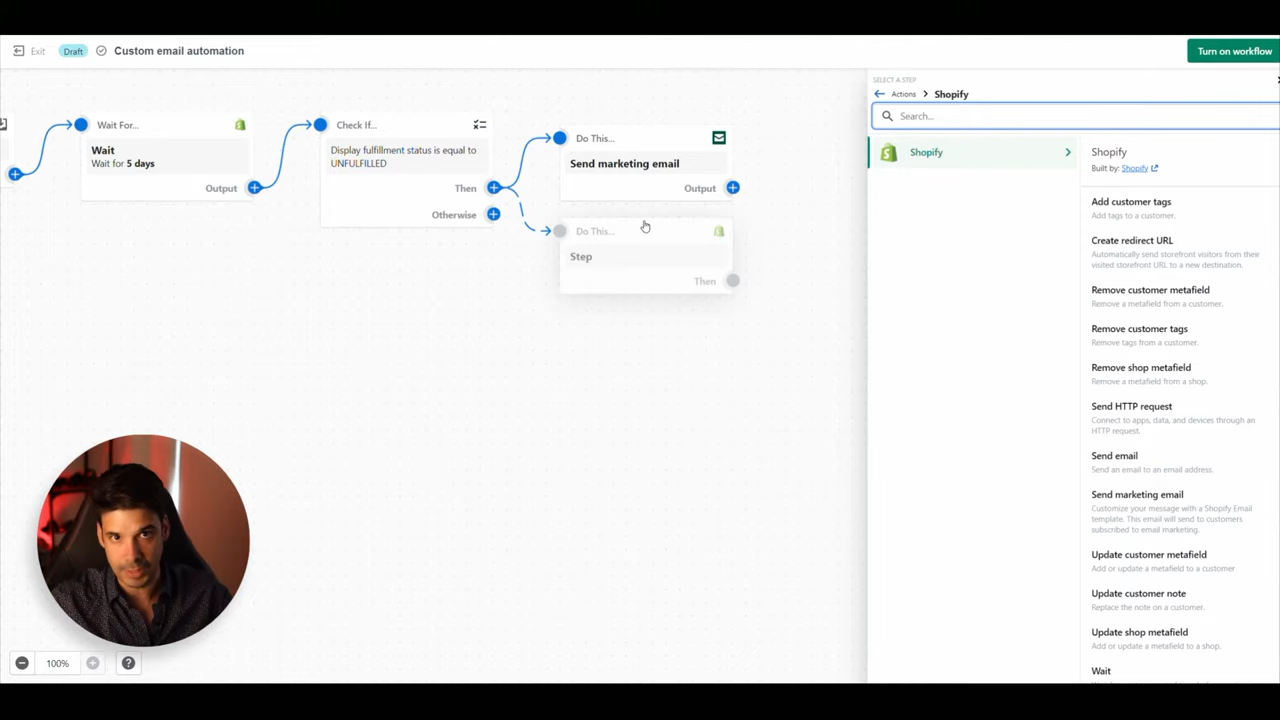 Exit
Draft
Custom email automation
Turn on workflow
Wait For...
Wait
Wait for 5 days
Output
Check If...
Display fulfillment status is equal to
UNFULFILLED
Then
Otherwise
Do This...
Send marketing email
Output
Do This...
Step
Then
SELECT A STEP
Actions
Shopify
Search...
Shopify
Shopify
Built by: Shopify
Add customer tags
Add tags to a customer.
Create redirect URL
Automatically send storefront visitors from their
visited storefront URL to a new destination.
Remove customer metafield
Remove a metafield from a customer.
Remove customer tags
Remove tags from a customer.
Remove shop metafield
Remove a metafield from a shop.
Send HTTP request
Connect to apps, data, and devices through an
HTTP request.
Send email
Send an email to an email address.
Send marketing email
Customize your message with a Shopify Email
template. This email will send to customers
subscribed to email marketing.
Update customer metafield
Add or update a metafield to a customer
Update customer note
Replace the note on a customer.
Update shop metafield
Add or update a metafield to a shop.
Wait
100%